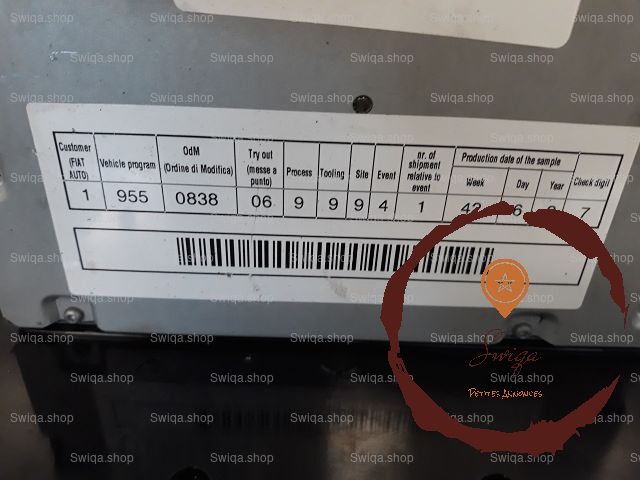 Customer (FIAT AUTO)
Vehicle program
OdM (Ordine di Modifica)
Try out (messe a punto)
Process
Tooling
Site
Event
nr. of shipment relative to event
Production date of the sample
Week
Day
Year
Check digit
1 955 0838 06 9 9 9 4 1 42 6 7
Swiqa
PETITES ANNONCES
Swiqa.shop